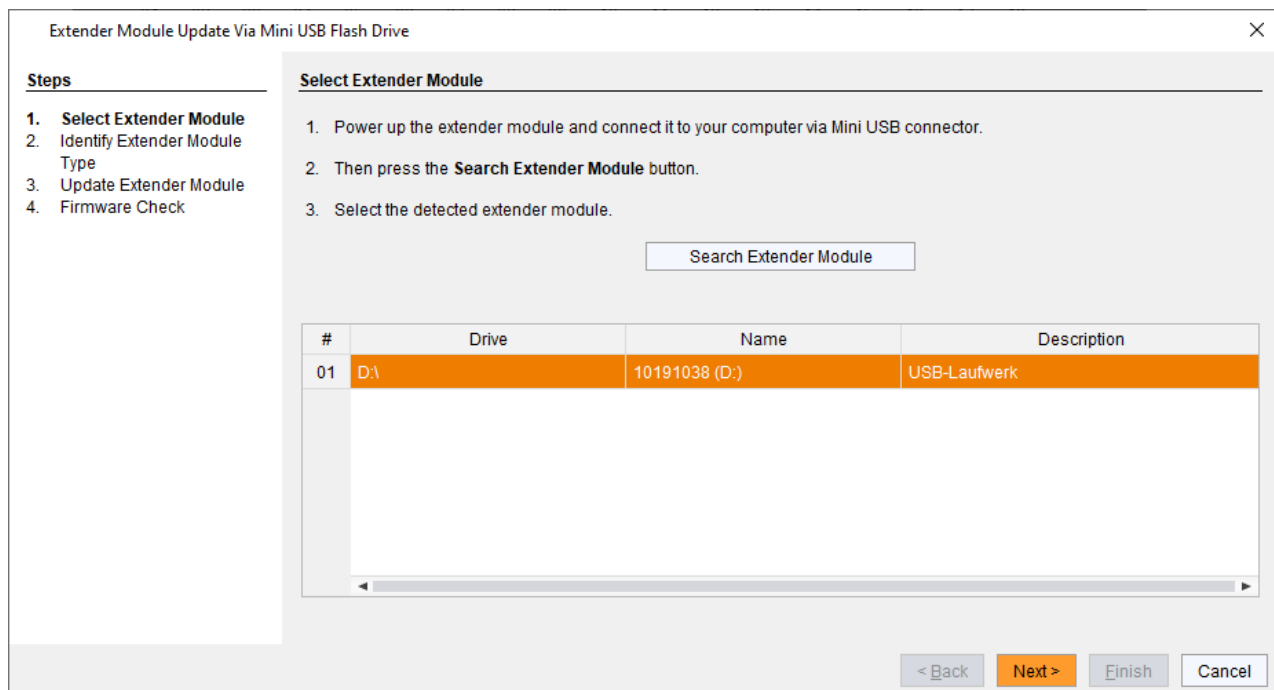 Extender Module Update Via Mini USB Flash Drive
Steps
1. Select Extender Module
2. Identify Extender Module
Type
3. Update Extender Module
4. Firmware Check
Select Extender Module
1. Power up the extender module and connect it to your computer via Mini USB connector.
2. Then press the Search Extender Module button.
3. Select the detected extender module.
Search Extender Module
# Drive Name Description
01 D:\ 10191038 (D:) USB-Laufwerk
< Back Next > Finish Cancel